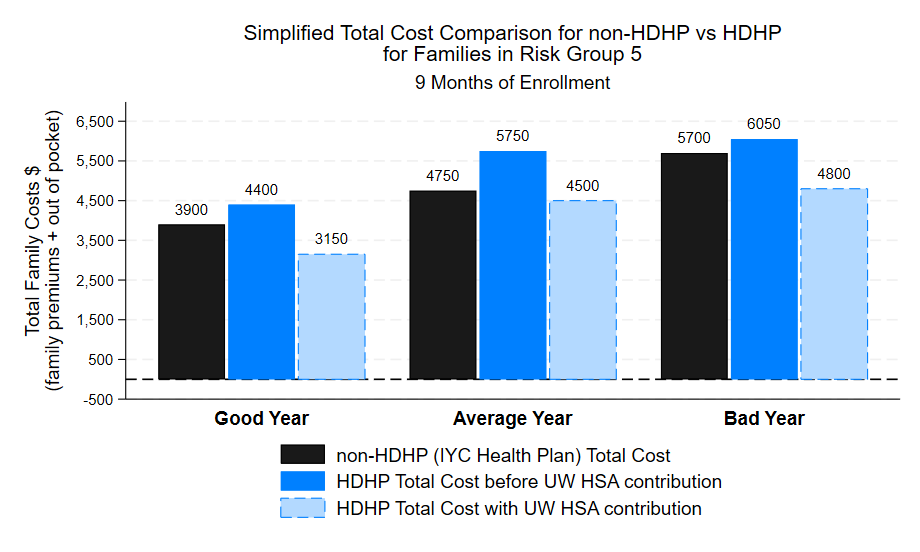 Simplified Total Cost Comparison for non-HDHP vs HDHP
for Families in Risk Group 5
9 Months of Enrollment
Total Family Costs $
(family premiums + out of pocket)
6,500
5,500
4,500
3,500
2,500
1,500
500
-500
3900
4400
3150
4750
5750
4500
5700
6050
4800
Good Year
Average Year
Bad Year
non-HDHP (IYC Health Plan) Total Cost
HDHP Total Cost before UW HSA contribution
HDHP Total Cost with UW HSA contribution